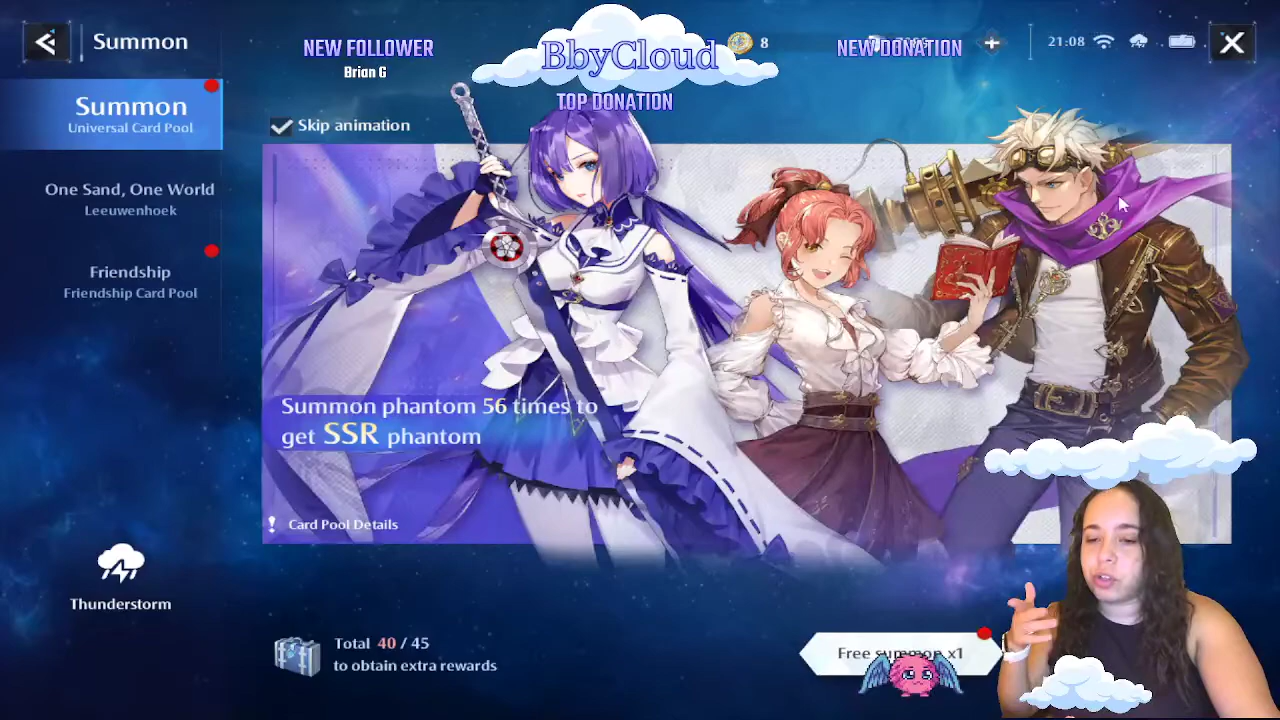 Summon
NEW FOLLOWER
Brian G
BbyCloud
TOP DONATION
8
NEW DONATION
21:08
Summon
Universal Card Pool
Skip animation
One Sand, One World
Leeuwenhoek
Friendship
Friendship Card Pool
Summon phantom 56 times to
get SSR phantom
Card Pool Details
Thunderstorm
Total 40 / 45
to obtain extra rewards
Free summon x1